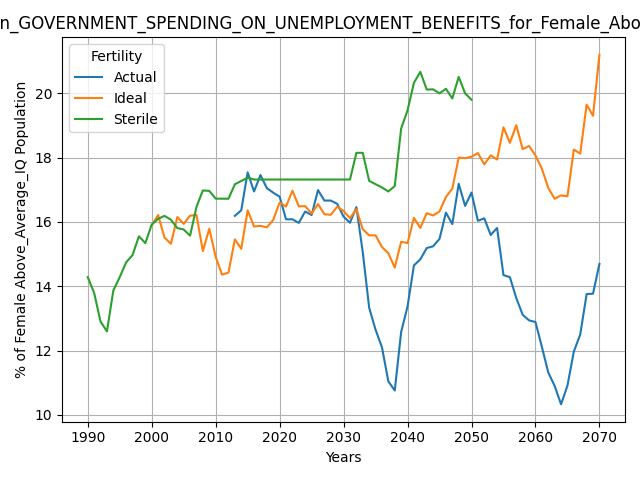 n_GOVERNMENT_SPENDING_ON_UNEMPLOYMENT_BENEFITS_for_Female_Abo
Fertility
Actual
Ideal
Sterile
% of Female Above_Average_IQ Population
20
18
16
14
12
10
1990 2000 2010 2020 2030 2040 2050 2060 2070
Years